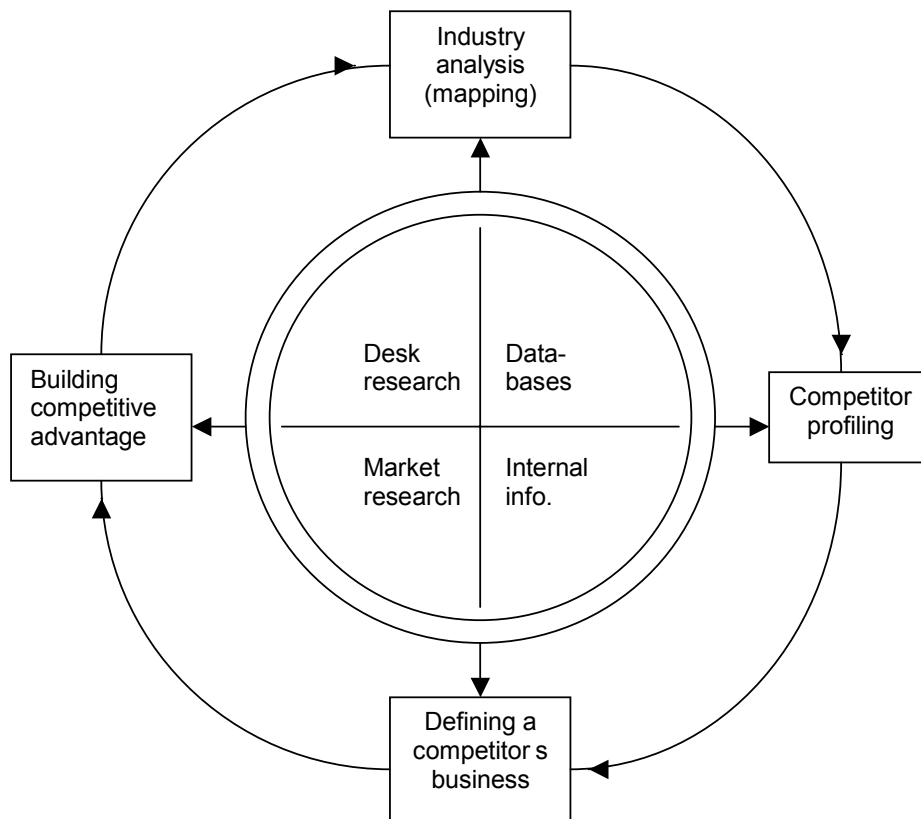 Industry
analysis
(mapping)
Desk
research
Data-
bases
Building
competitive
advantage
Competitor
profiling
Market
research
Internal
info.
Defining a
competitor s
business